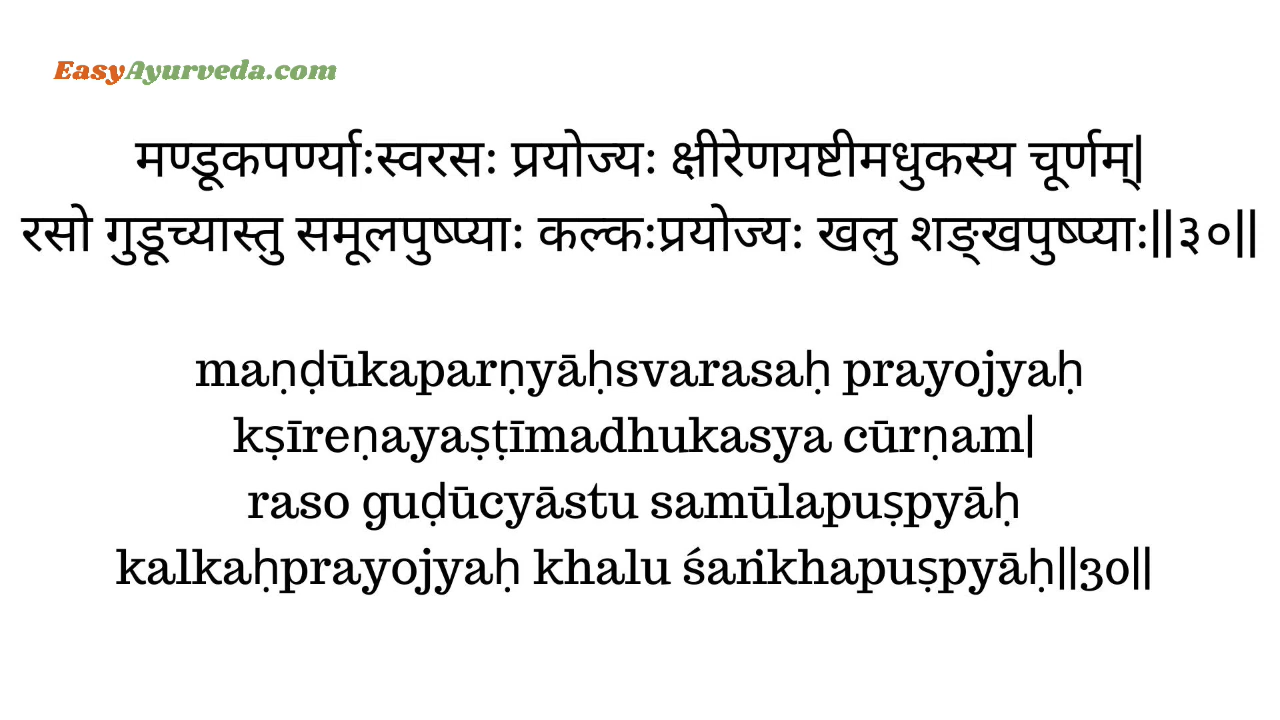 EasyAyurveda.com
मण्डूकपर्ण्याःस्वरसः प्रयोज्यः क्षीरेणयष्टीमधुकस्य चूर्णम्|
रसो गुडूच्यास्तु समूलपुष्प्याः कल्कःप्रयोज्यः खलु शङ्खपुष्प्याः||३०||
maṇḍūkaparṇyāḥsvarasaḥ prayojyaḥ
kṣīreṇayaṣṭīmadhukasya cūrṇam|
raso guḍūcyāstu samūlapuṣpyāḥ
kalkaḥprayojyaḥ khalu śaṅkhapuṣpyāḥ||30||